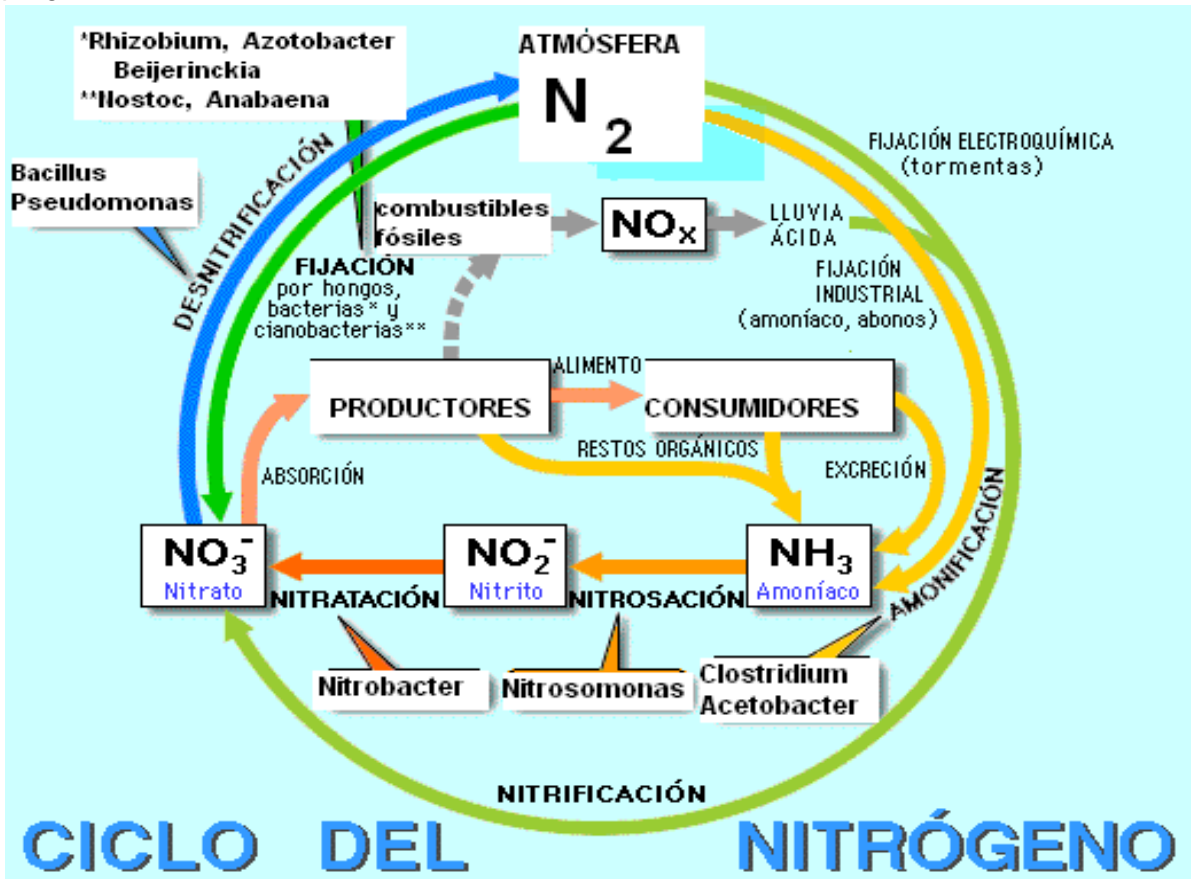 *Rhizobium, Azotobacter
Beijerinckia
**Nostoc, Anabaena
ATMÓSFERA
N2
Bacillus
Pseudomonas
DESNITRIFICACIÓN
FIJACIÓN ELECTROQUÍMICA
(tormentas)
combustibles
fósiles
NOx
LLUVIA
ÁCIDA
FIJACIÓN
por hongos,
bacterias* y
cianobacterias**
FIJACIÓN
INDUSTRIAL
(amoníaco, abonos)
PRODUCTORES
ALIMENTO
CONSUMIDORES
RESTOS ORGÁNICOS
EXCRECIÓN
ABSORCIÓN
AMONIFICACIÓN
NO3-
Nitrato
NITRATACIÓN
NO2-
Nitrito
NITROSACIÓN
NH3
Amoníaco
Nitrobacter
Nitrosomonas
Clostridium
Acetobacter
NITRIFICACIÓN
CICLO DEL NITRÓGENO